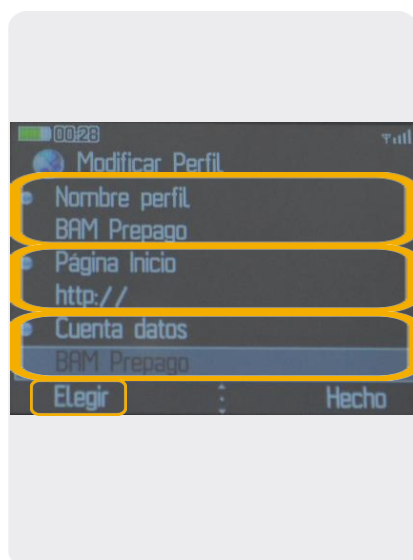 00:28
Modificar Perfil
Nombre perfil
BAM Prepago
Página Inicio
http://
Cuenta datos
BAM Prepago
Elegir Hecho